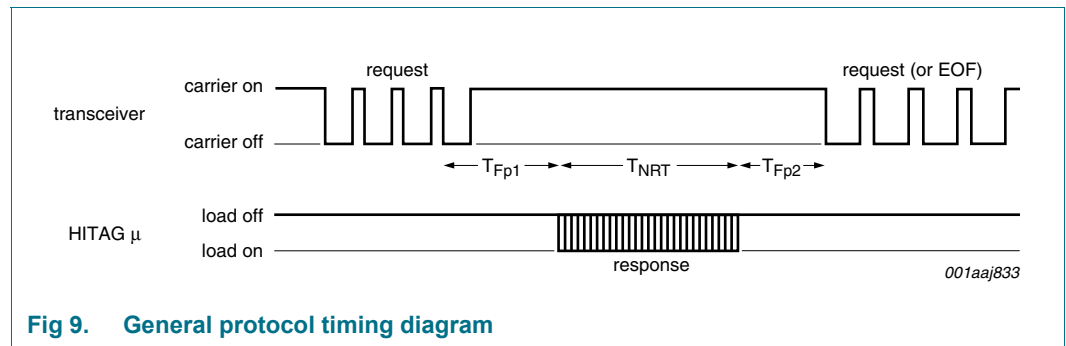 request
request (or EOF)
carrier on
transceiver
carrier off
TFp1
TNRT
TFp2
load off
HITAG μ
load on
response
001aaj833
Fig 9. General protocol timing diagram